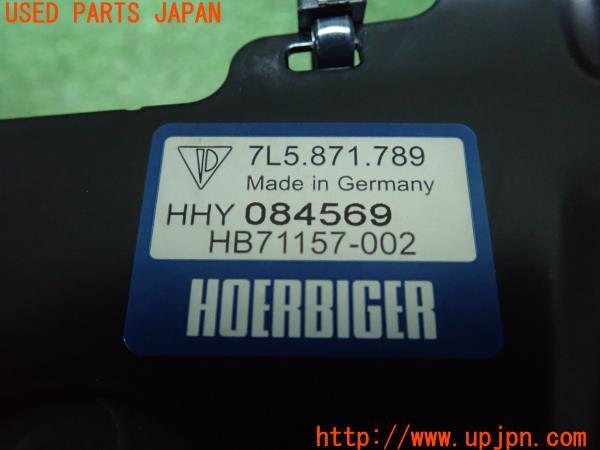 USED PARTS JAPAN
7L5.871.789
Made in Germany
HHY 084569
HB71157-002
HOERBIGER
http://www.upjpn.com/